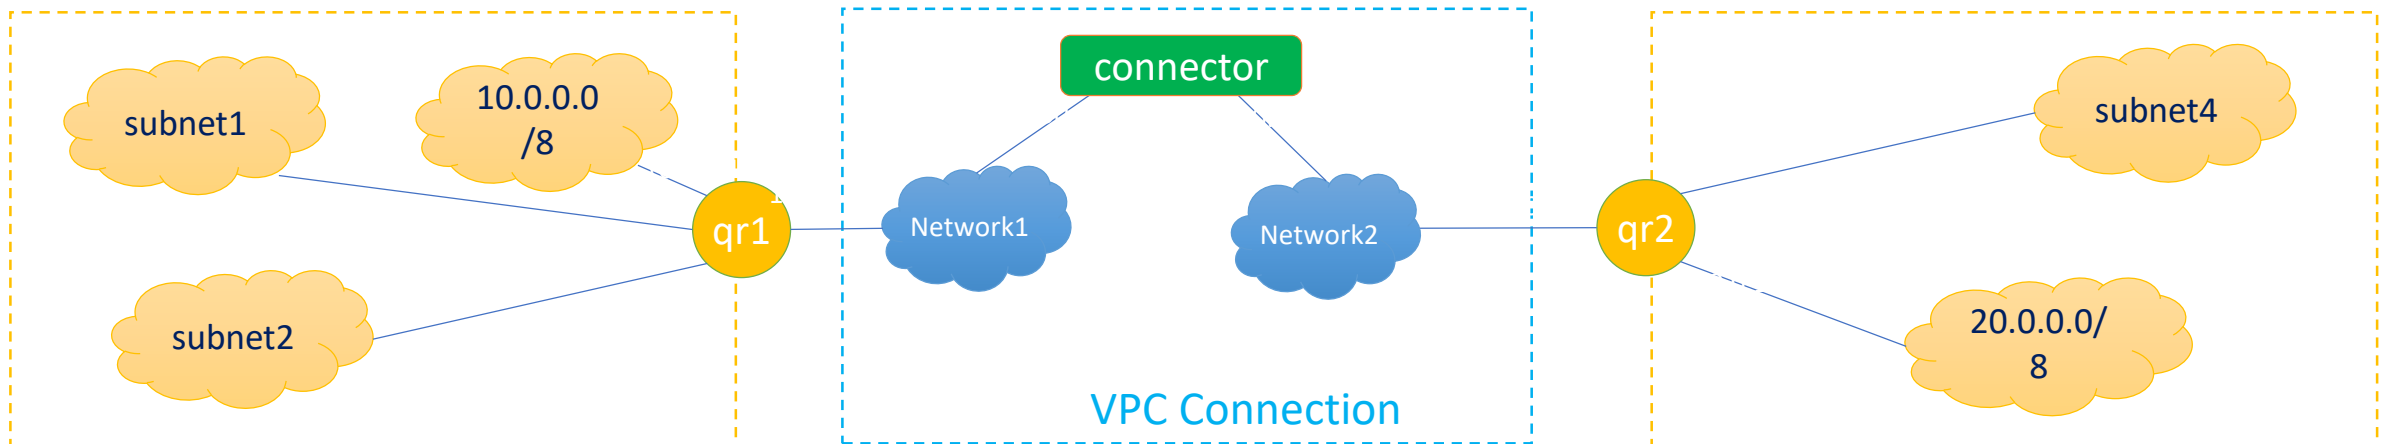 connector
subnet1
10.0.0.0
/8
subnet4
qr1
1
Network1
Network2
qr2
subnet2
20.0.0.0/
8
VPC Connection